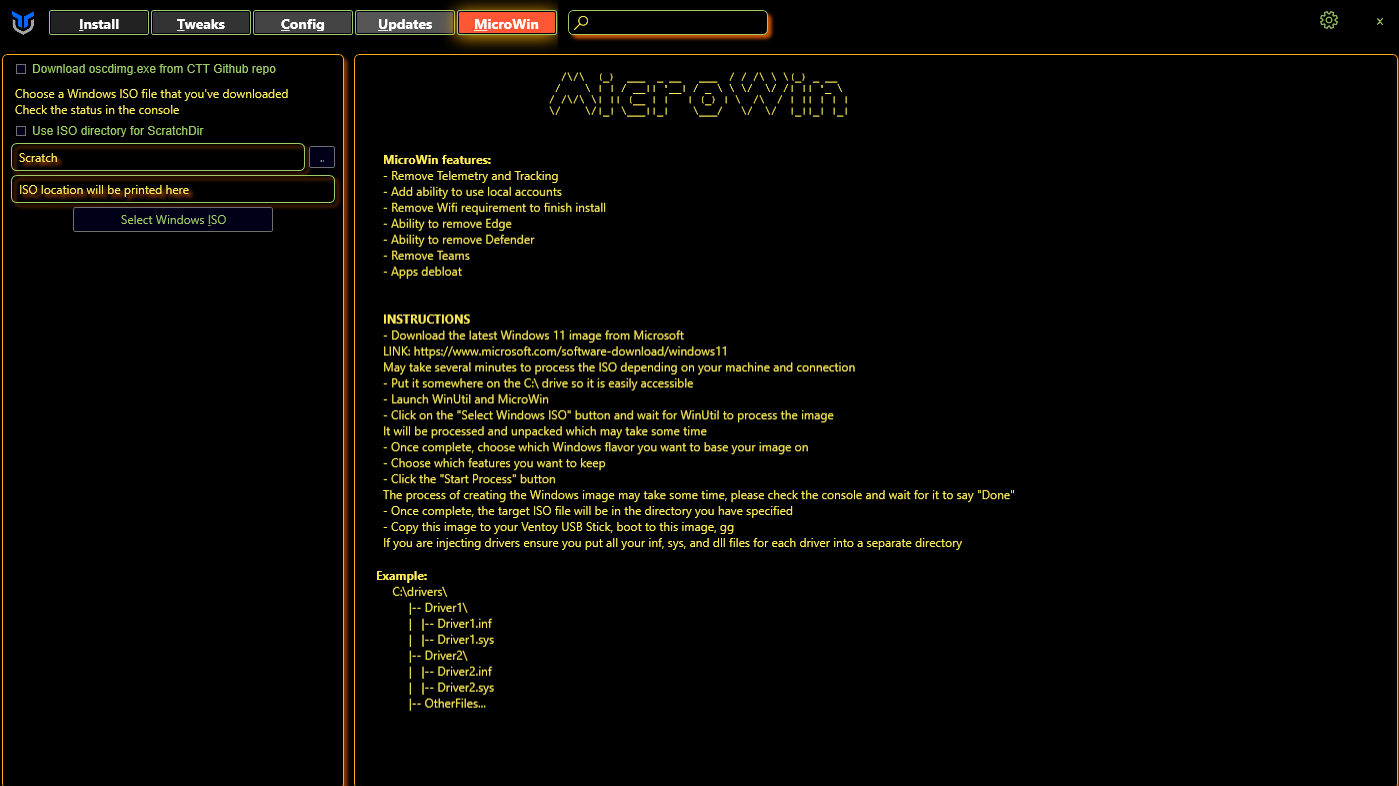 Install Tweaks Config Updates MicroWin
x
Download oscdimg.exe from CTT Github repo
Choose a Windows ISO file that you've downloaded
Check the status in the console
Use ISO directory for ScratchDir
Scratch ..
ISO location will be printed here
Select Windows ISO
MicroWin
MicroWin features:
- Remove Telemetry and Tracking
- Add ability to use local accounts
- Remove Wifi requirement to finish install
- Ability to remove Edge
- Ability to remove Defender
- Remove Teams
- Apps debloat
INSTRUCTIONS
- Download the latest Windows 11 image from Microsoft
LINK: https://www.microsoft.com/software-download/windows11
May take several minutes to process the ISO depending on your machine and connection
- Put it somewhere on the C:\ drive so it is easily accessible
- Launch WinUtil and MicroWin
- Click on the "Select Windows ISO" button and wait for WinUtil to process the image
It will be processed and unpacked which may take some time
- Once complete, choose which Windows flavor you want to base your image on
- Choose which features you want to keep
- Click the "Start Process" button
The process of creating the Windows image may take some time, please check the console and wait for it to say "Done"
- Once complete, the target ISO file will be in the directory you have specified
- Copy this image to your Ventoy USB Stick, boot to this image, gg
If you are injecting drivers ensure you put all your inf, sys, and dll files for each driver into a separate directory
Example:
C:\drivers\
|-- Driver1\
| |-- Driver1.inf
| |-- Driver1.sys
|-- Driver2\
| |-- Driver2.inf
| |-- Driver2.sys
|-- OtherFiles...